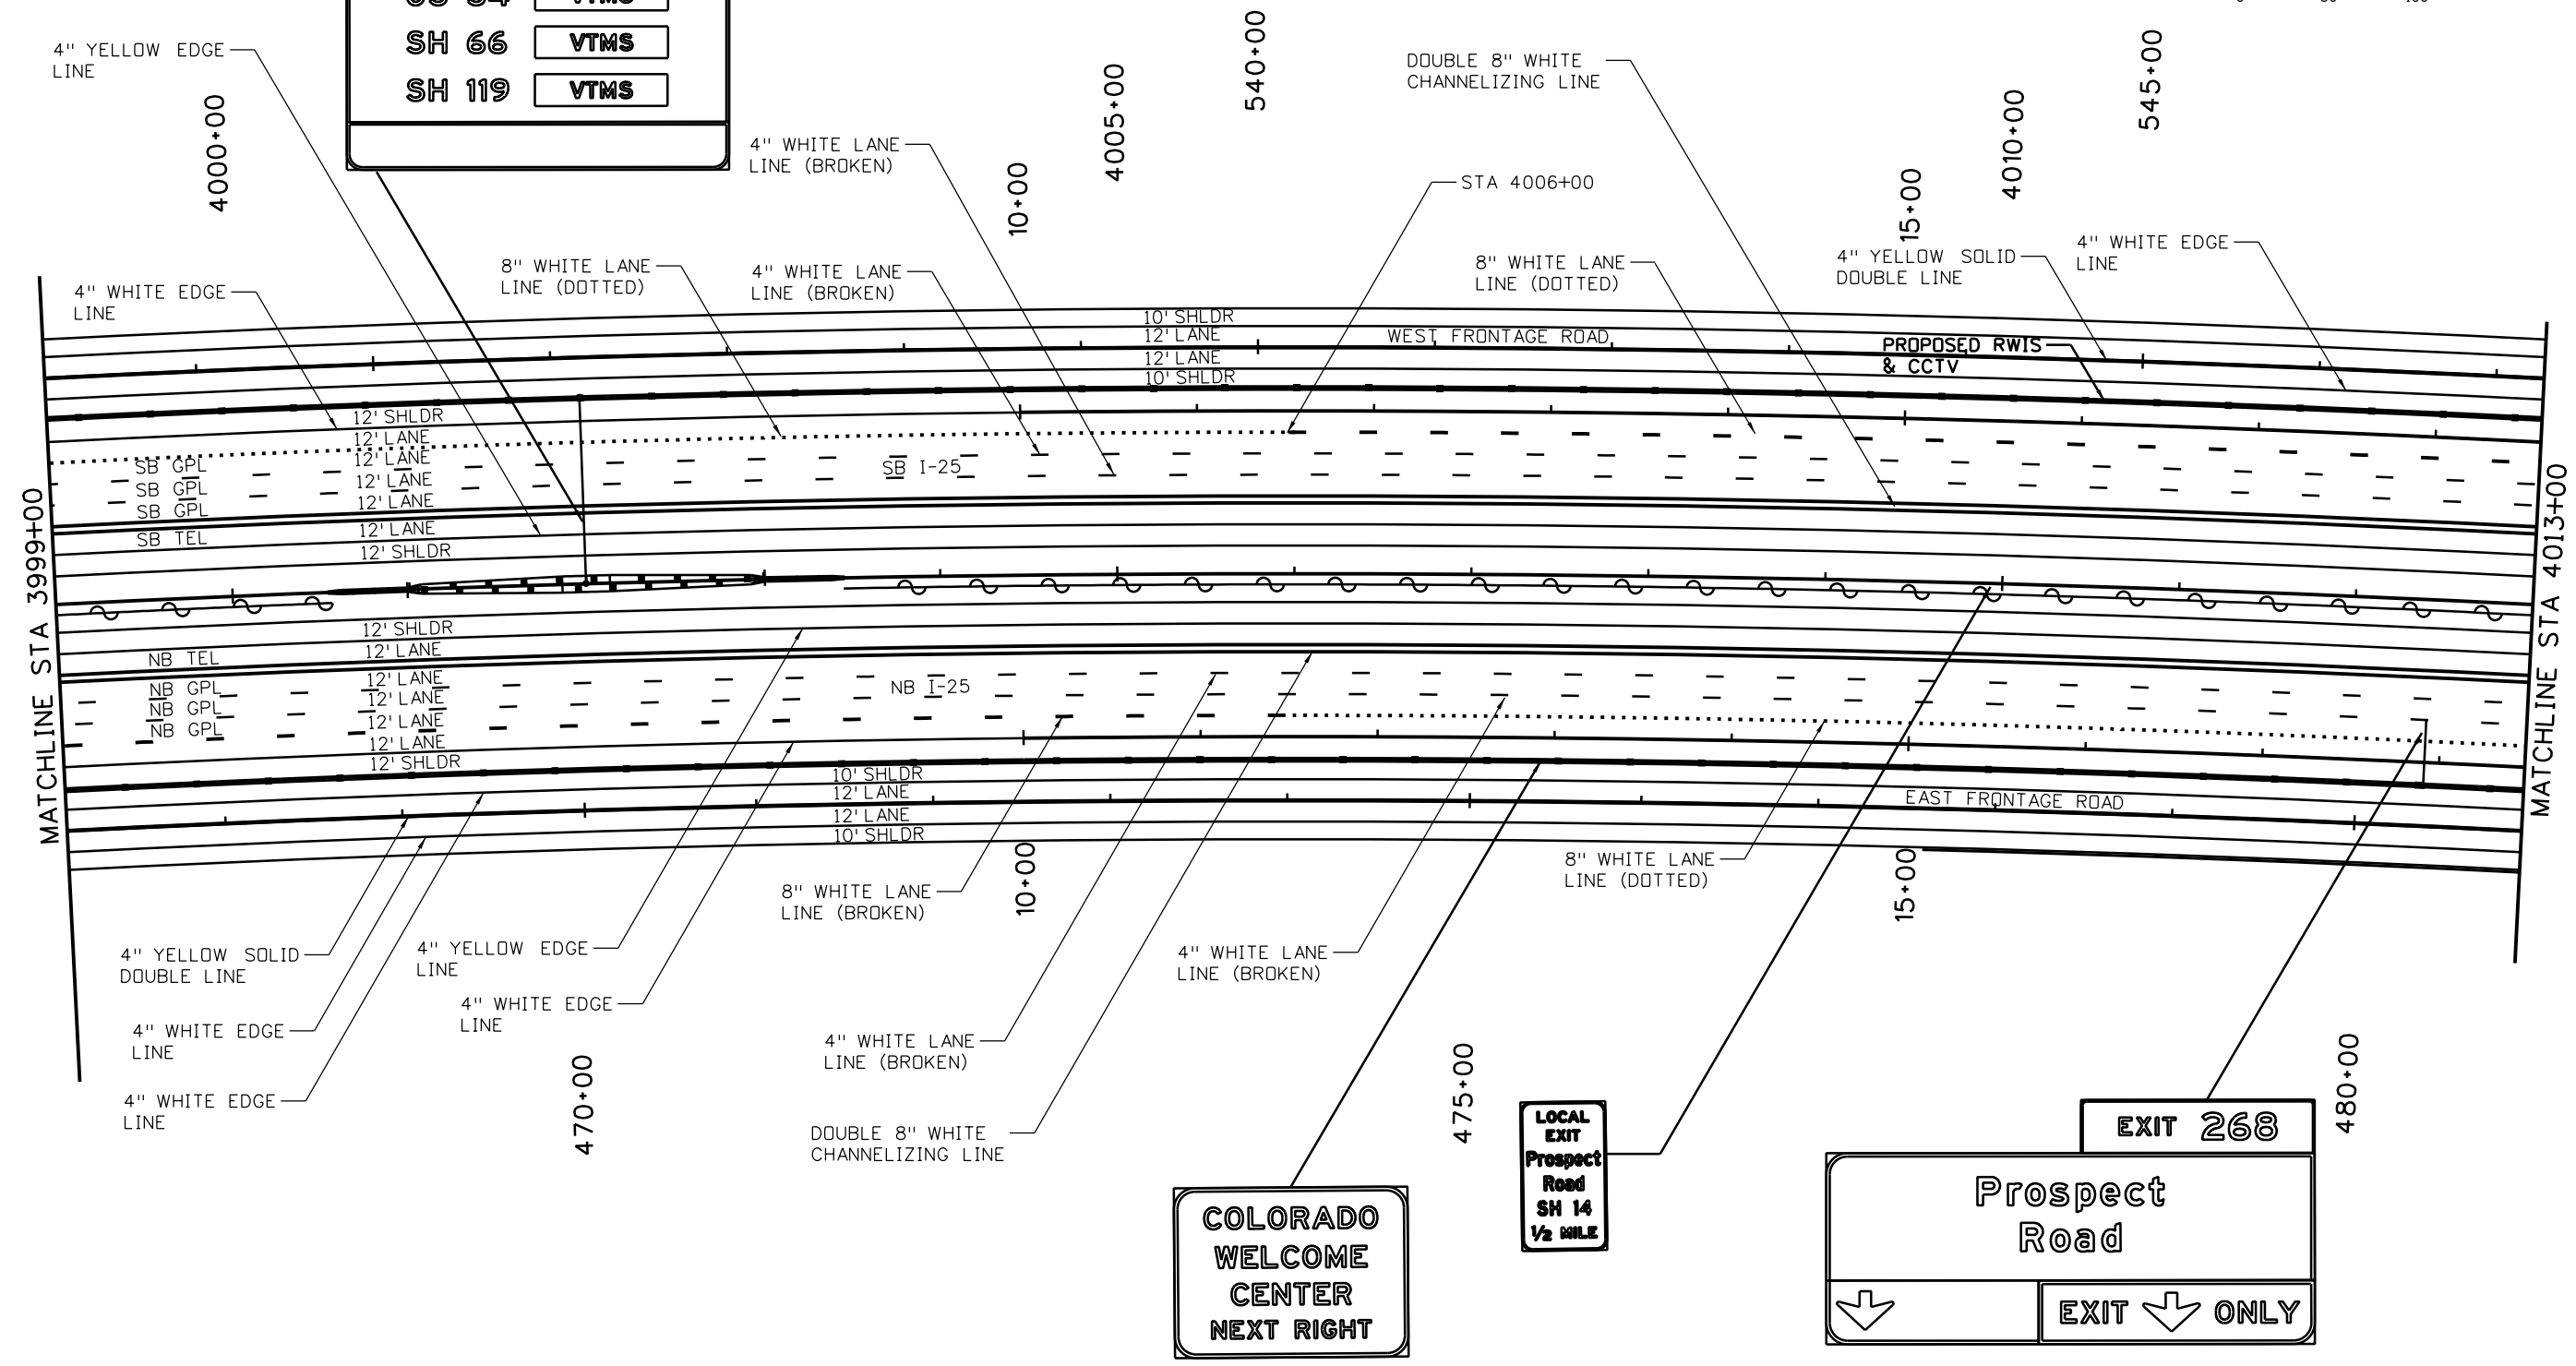 SH 66 VTMS
SH 119 VTMS
4" YELLOW EDGE
LINE
4000+00
4" WHITE LANE
LINE (BROKEN)
10+00
4005+00
540+00
DOUBLE 8" WHITE
CHANNELIZING LINE
STA 4006+00
15+00
4010+00
545+00
4" WHITE EDGE
LINE
8" WHITE LANE
LINE (DOTTED)
4" WHITE LANE
LINE (BROKEN)
8" WHITE LANE
LINE (DOTTED)
4" YELLOW SOLID
DOUBLE LINE
4" WHITE EDGE
LINE
10' SHLDR
12' LANE
WEST FRONTAGE ROAD
12' LANE
10' SHLDR
PROPOSED RWIS
& CCTV
12' SHLDR
12' LANE
SB GPL
12' LANE
SB I-25
SB GPL
12' LANE
SB GPL
12' LANE
SB TEL
12' LANE
12' SHLDR
MATCHLINE STA 3999+00
MATCHLINE STA 4013+00
12' SHLDR
NB TEL
12' LANE
NB GPL
12' LANE
NB I-25
NB GPL
12' LANE
NB GPL
12' LANE
12' LANE
12' SHLDR
10' SHLDR
12' LANE
EAST FRONTAGE ROAD
12' LANE
10' SHLDR
8" WHITE LANE
LINE (BROKEN)
10+00
8" WHITE LANE
LINE (DOTTED)
15+00
4" YELLOW SOLID
DOUBLE LINE
4" YELLOW EDGE
LINE
4" WHITE LANE
LINE (BROKEN)
4" WHITE EDGE
LINE
4" WHITE EDGE
LINE
4" WHITE LANE
LINE (BROKEN)
4" WHITE EDGE
LINE
470+00
DOUBLE 8" WHITE
CHANNELIZING LINE
475+00
480+00
LOCAL
EXIT
Prospect
Road
SH 14
1/2 MILE
COLORADO
WELCOME
CENTER
NEXT RIGHT
EXIT 268
Prospect
Road
EXIT ONLY